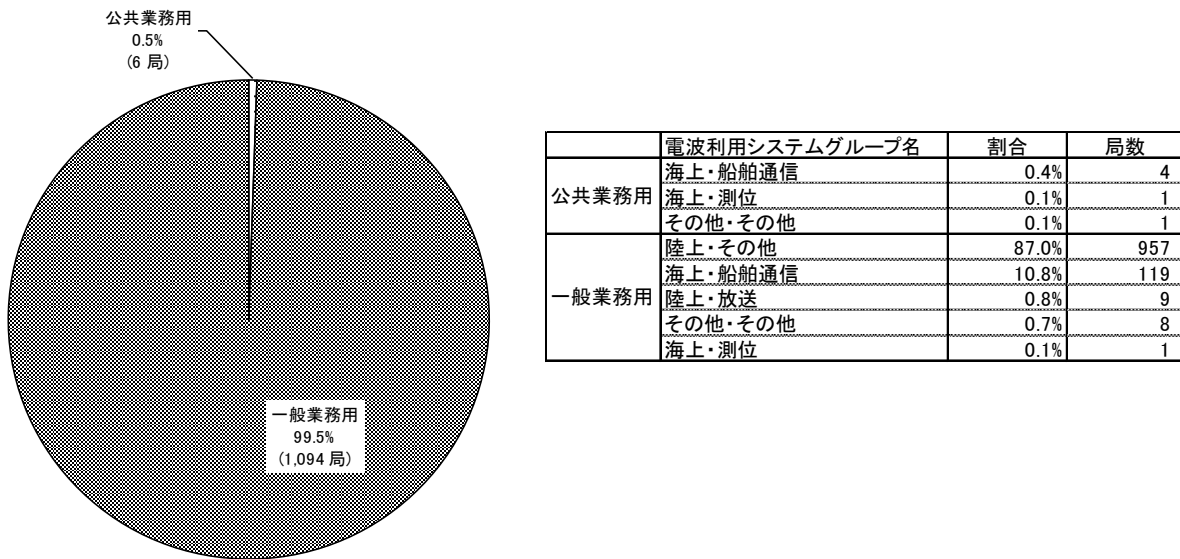 公共業務用
0.5%
(6 局)
一般業務用
99.5%
(1,094 局)
電波利用システムグループ名 割合 局数
公共業務用
海上・船舶通信 0.4% 4
海上・測位 0.1% 1
その他・その他 0.1% 1
一般業務用
陸上・その他 87.0% 957
海上・船舶通信 10.8% 119
陸上・放送 0.8% 9
その他・その他 0.7% 8
海上・測位 0.1% 1